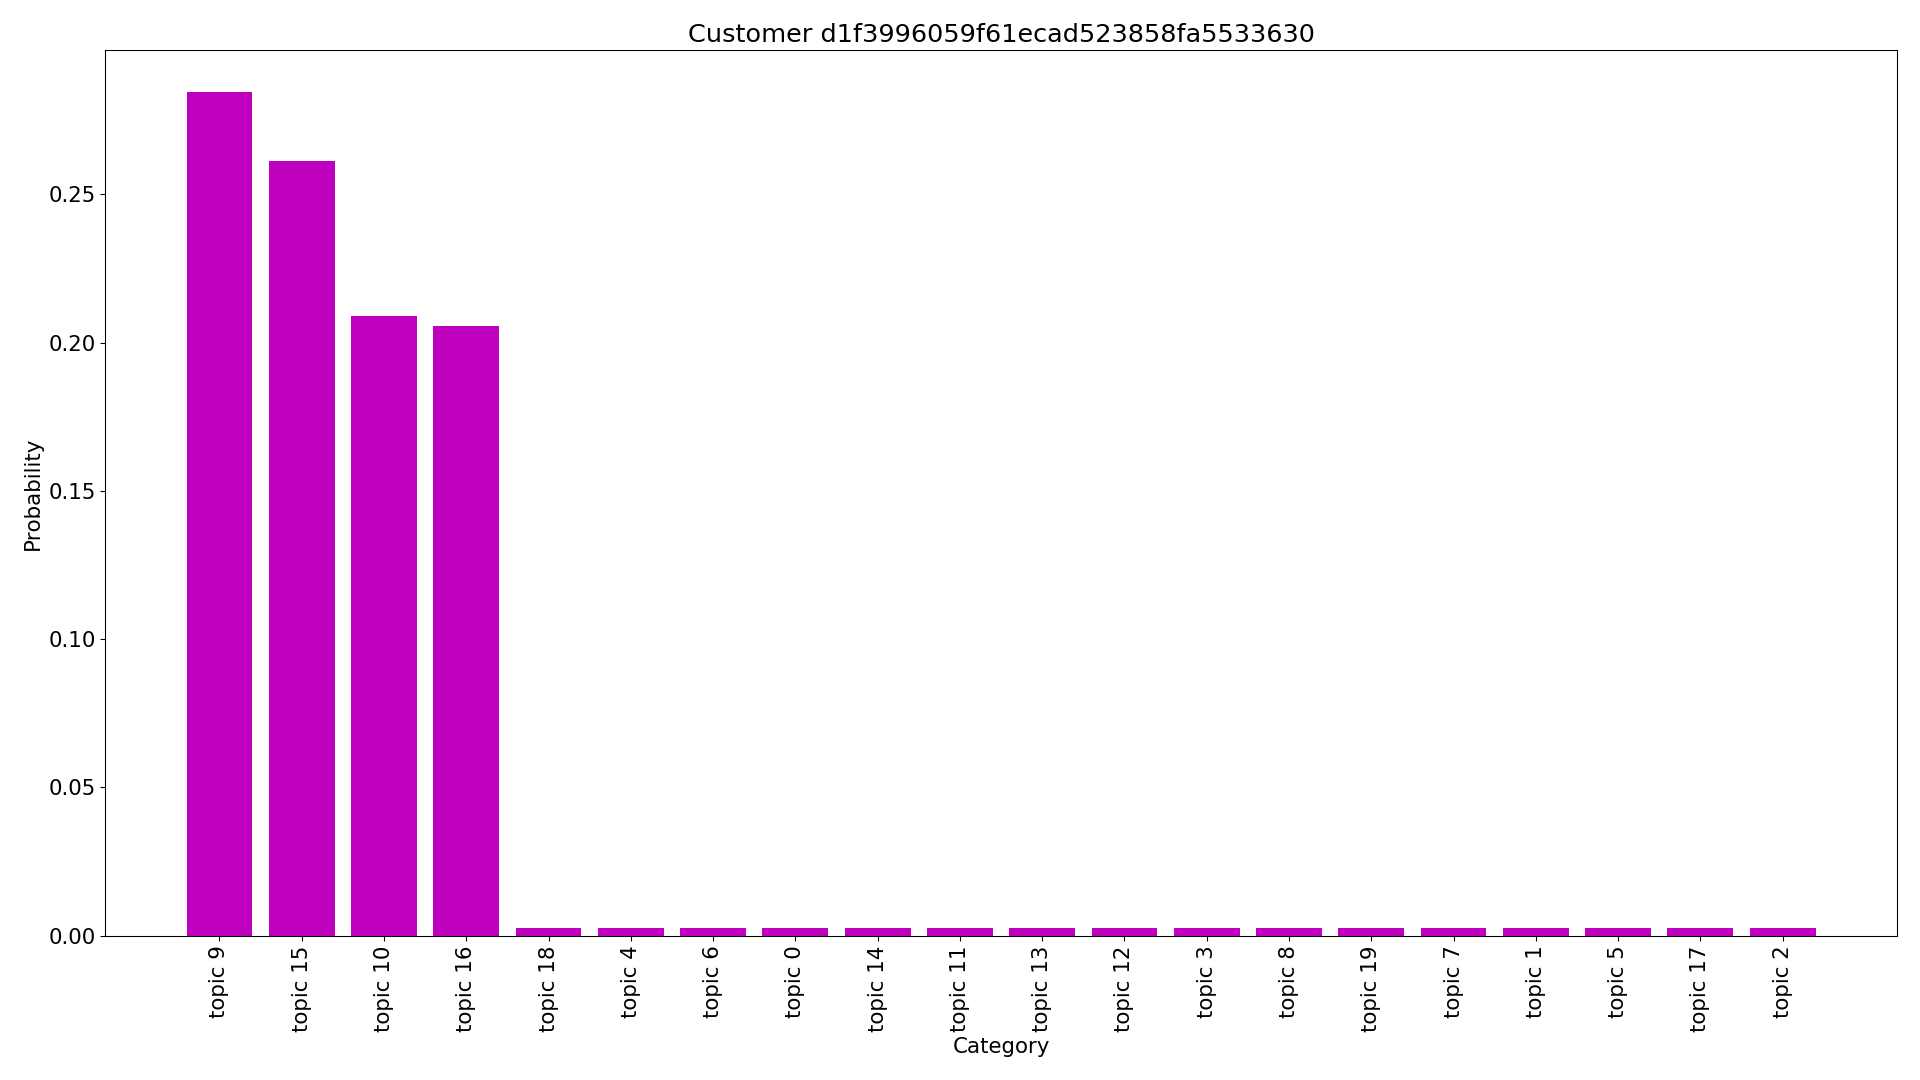 Customer d1f3996059f61ecad523858fa5533630
Probability
0.25
0.20
0.15
0.10
0.05
0.00
topic 9
topic 15
topic 10
topic 16
topic 18
topic 4
topic 6
topic 0
topic 14
topic 11
topic 13
topic 12
topic 3
topic 8
topic 19
topic 7
topic 1
topic 5
topic 17
topic 2
Category